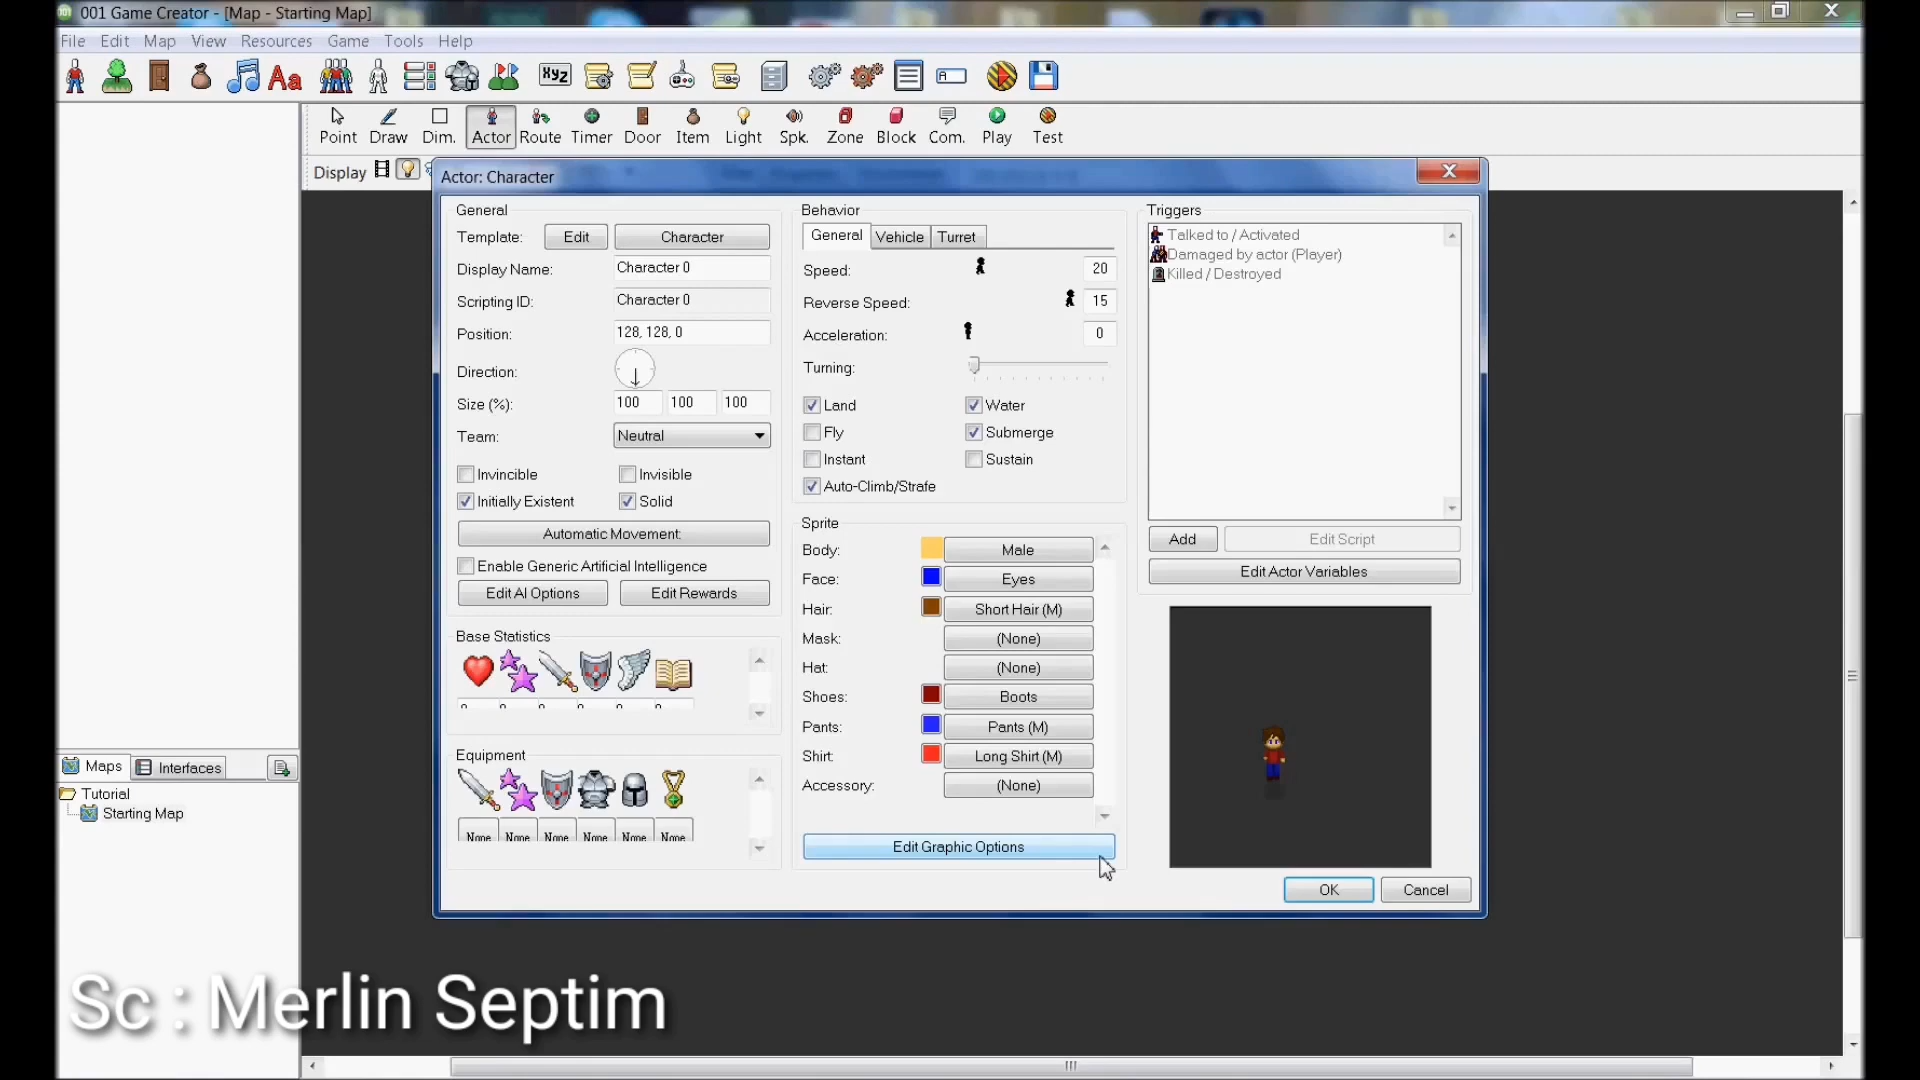 001 Game Creator - [Map - Starting Map]
File Edit Map View Resources Game Tools Help
Aa XYZ A
Point Draw Dim. Actor Route Timer Door Item Light Spk. Zone Block Com. Play Test
Display
Actor: Character
General
Template: Edit Character
Display Name: Character 0
Scripting ID: Character 0
Position: 128, 128, 0
Direction:
Size (%): 100 100 100
Team: Neutral
Invincible Invisible
Initially Existent Solid
Automatic Movement:
Enable Generic Artificial Intelligence
Edit AI Options Edit Rewards
Base Statistics
Equipment
None None None None None None
Behavior
General Vehicle Turret
Speed: 20
Reverse Speed: 15
Acceleration: 0
Turning:
Land Water
Fly Submerge
Instant Sustain
Auto-Climb/Strafe
Sprite
Body: Male
Face: Eyes
Hair: Short Hair (M)
Mask: (None)
Hat: (None)
Shoes: Boots
Pants: Pants (M)
Shirt: Long Shirt (M)
Accessory: (None)
Edit Graphic Options
Triggers
Talked to / Activated
Damaged by actor (Player)
Killed / Destroyed
Add Edit Script
Edit Actor Variables
OK Cancel
Maps Interfaces
Tutorial
Starting Map
Sc : Merlin Septim